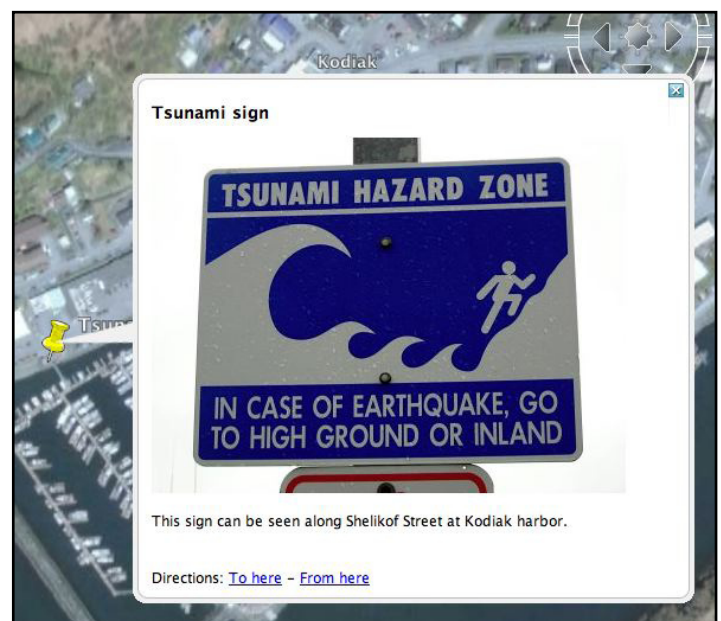 Kodiak
Tsunami sign
TSUNAMI HAZARD ZONE
IN CASE OF EARTHQUAKE, GO
TO HIGH GROUND OR INLAND
This sign can be seen along Shelikof Street at Kodiak harbor.
Directions: To here – From here